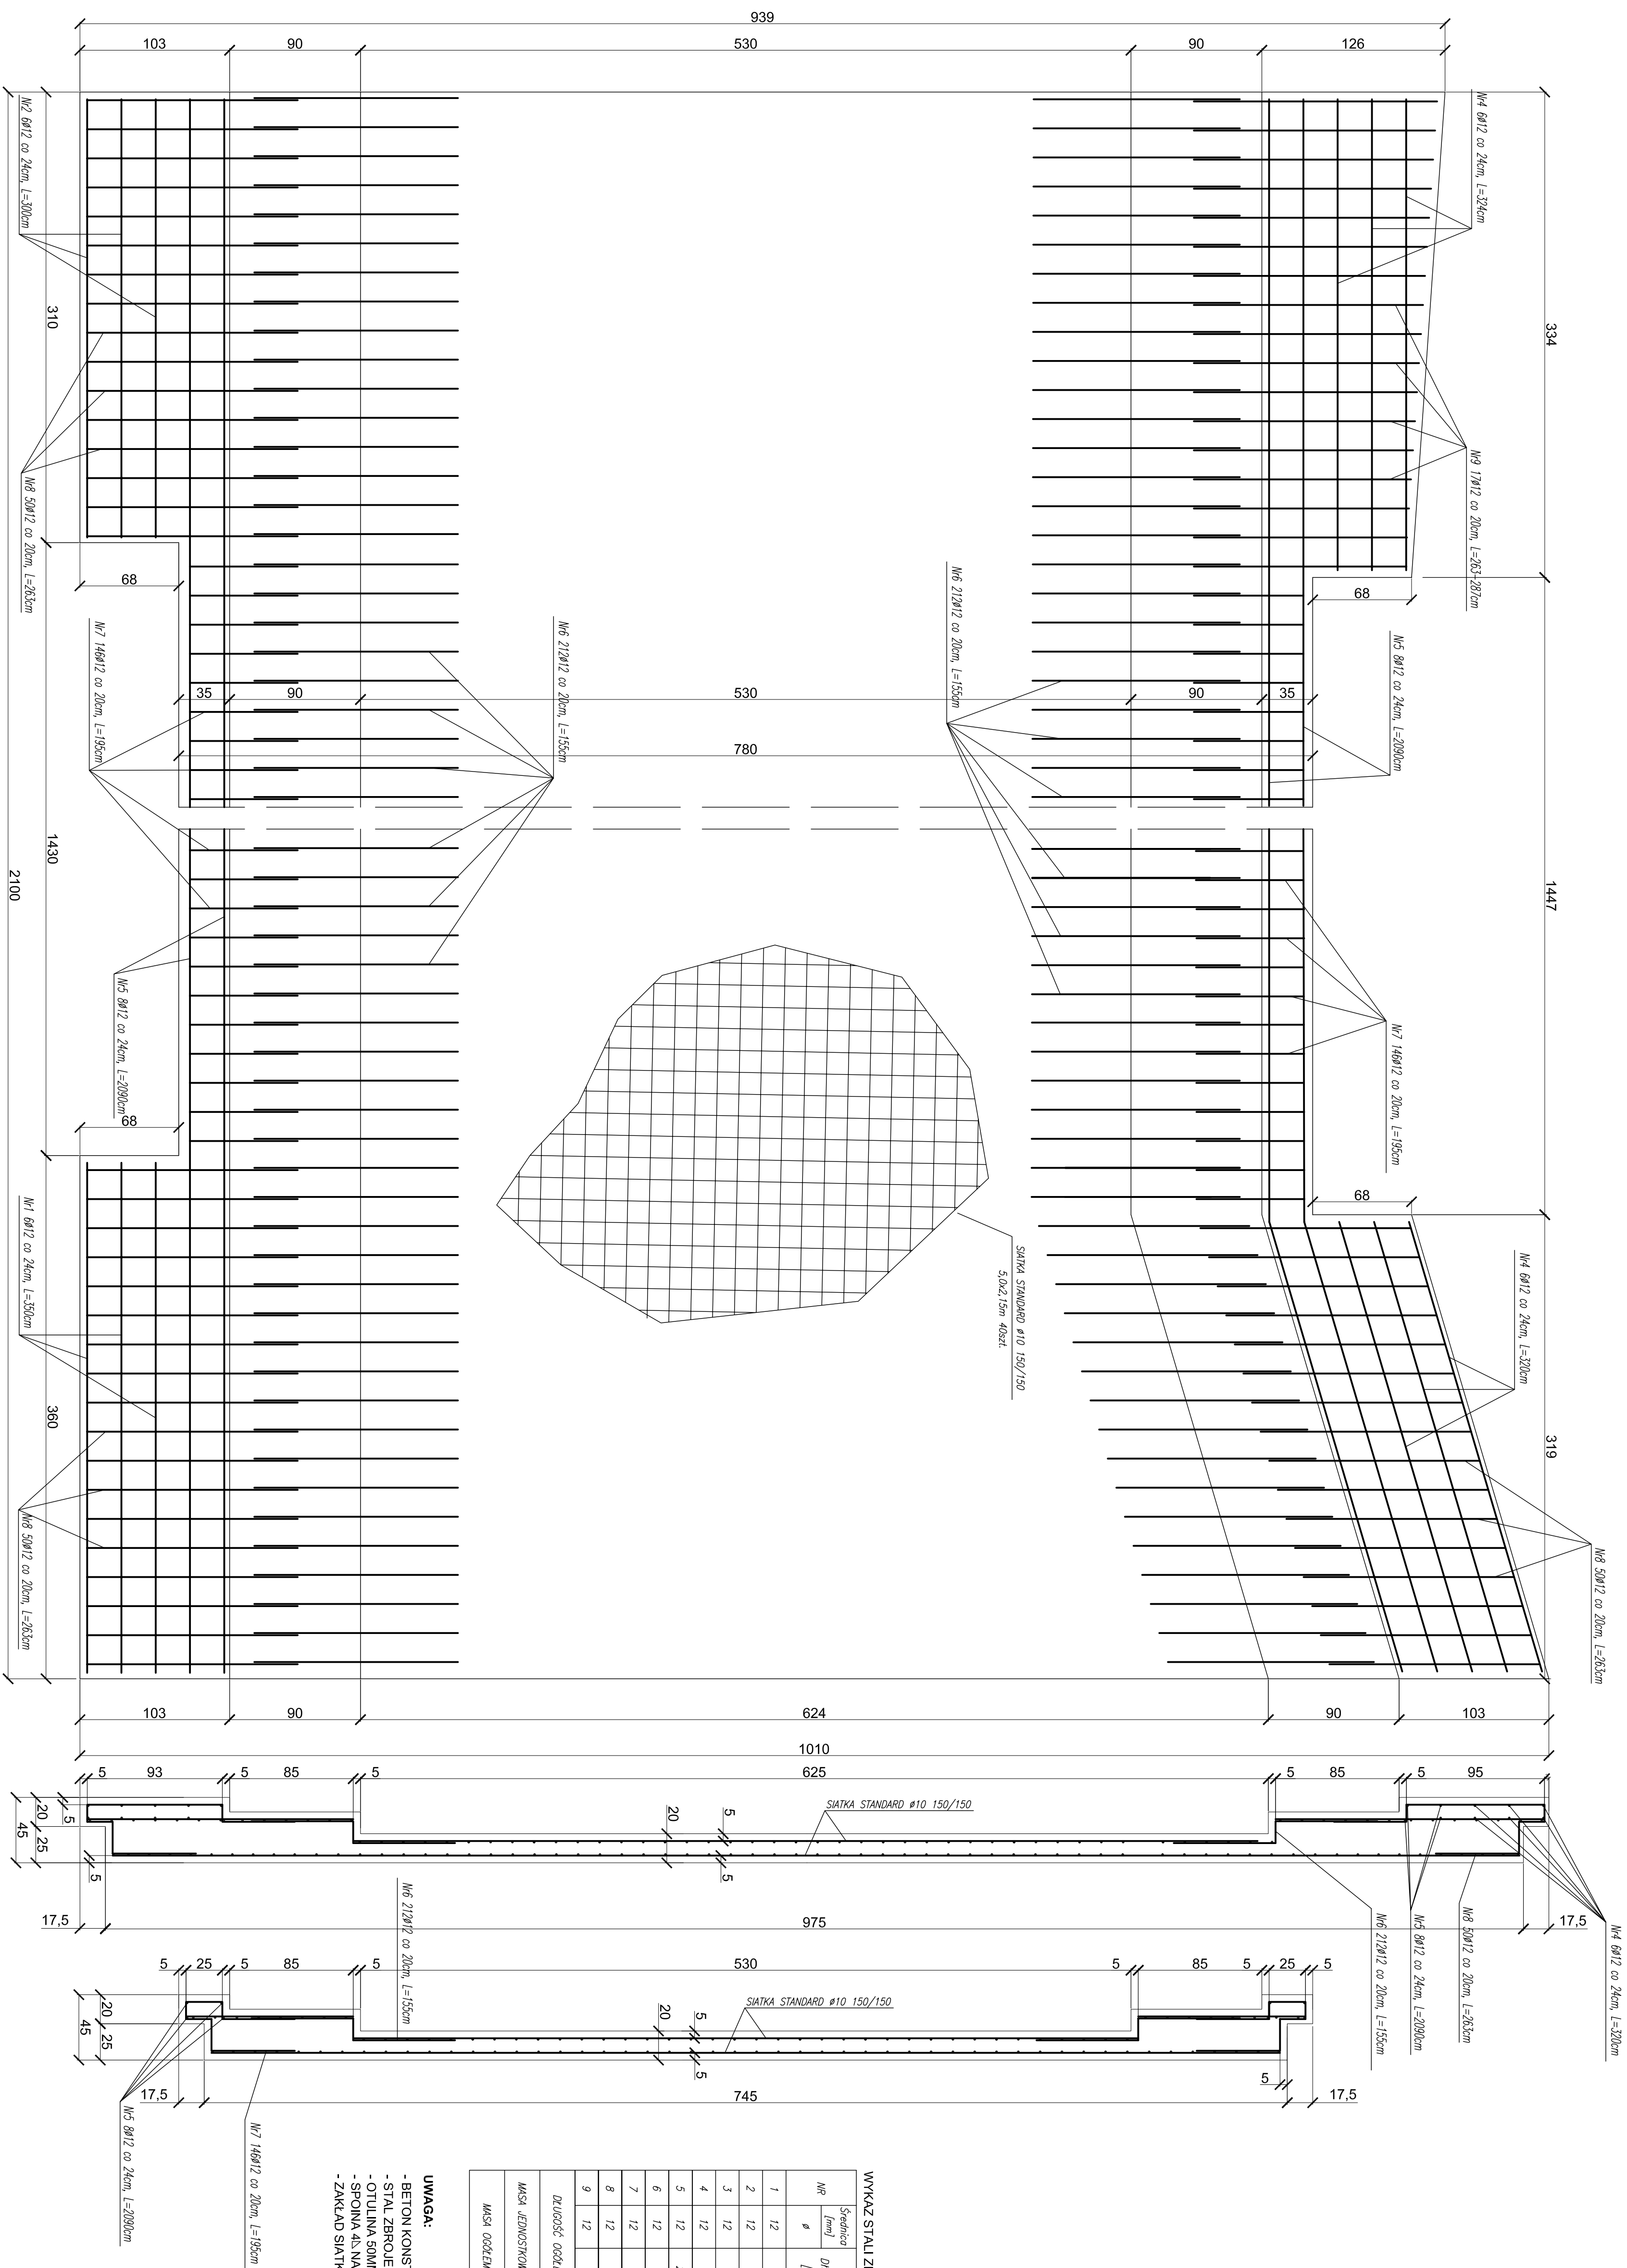 939
103
90
530
90
126
Nr2 6ø12 co 24cm, L=300cm
310
Nr8 50ø12 co 20cm, L=263cm
68
Nr7 146ø12 co 20cm, L=195cm
Nr6 212ø12 co 20cm, L=155cm
Nr6 212ø12 co 20cm, L=155cm
Nr4 6ø12 co 24cm, L=324cm
334
Nr9 17ø12 co 20cm, L=263-287cm
68
Nr5 8ø12 co 24cm, L=2090cm
35
90
530
90
35
780
1430
2100
1447
Nr5 8ø12 co 24cm, L=2090cm
68
Nr7 146ø12 co 20cm, L=195cm
68
SIATKA STANDARD ø10 150/150
5,0x2,15m 40szt.
Nr1 6ø12 co 24cm, L=350cm
360
Nr8 50ø12 co 20cm, L=263cm
Nr4 6ø12 co 24cm, L=320cm
319
Nr8 50ø12 co 20cm, L=263cm
103
90
624
90
103
1010
5
93
5
85
5
625
5
85
5
95
SIATKA STANDARD ø10 150/150
20
5
5
20
25
45
5
5
17,5
975
17,5
Nr6 212ø12 co 20cm, L=155cm
Nr6 212ø12 co 20cm, L=155cm
Nr5 8ø12 co 24cm, L=2090cm
Nr8 50ø12 co 20cm, L=263cm
Nr4 6ø12 co 24cm, L=320cm
5
25
5
85
5
530
5
85
5
25
5
SIATKA STANDARD ø10 150/150
20
5
5
20
25
45
5
17,5
745
17,5
Nr5 8ø12 co 24cm, L=2090cm
Nr7 146ø12 co 20cm, L=195cm
WYKAZ STALI
NR
Średnica
[mm]
ø
1 12
2 12
3 12
4 12
5 12
6 12
7 12
8 12
9 12
DŁUGOŚĆ
MASA
MASA OGÓŁEM
UWAGA:
- BETON
- STAL
- OTULINA
- SPOINA
- ZAKŁAD